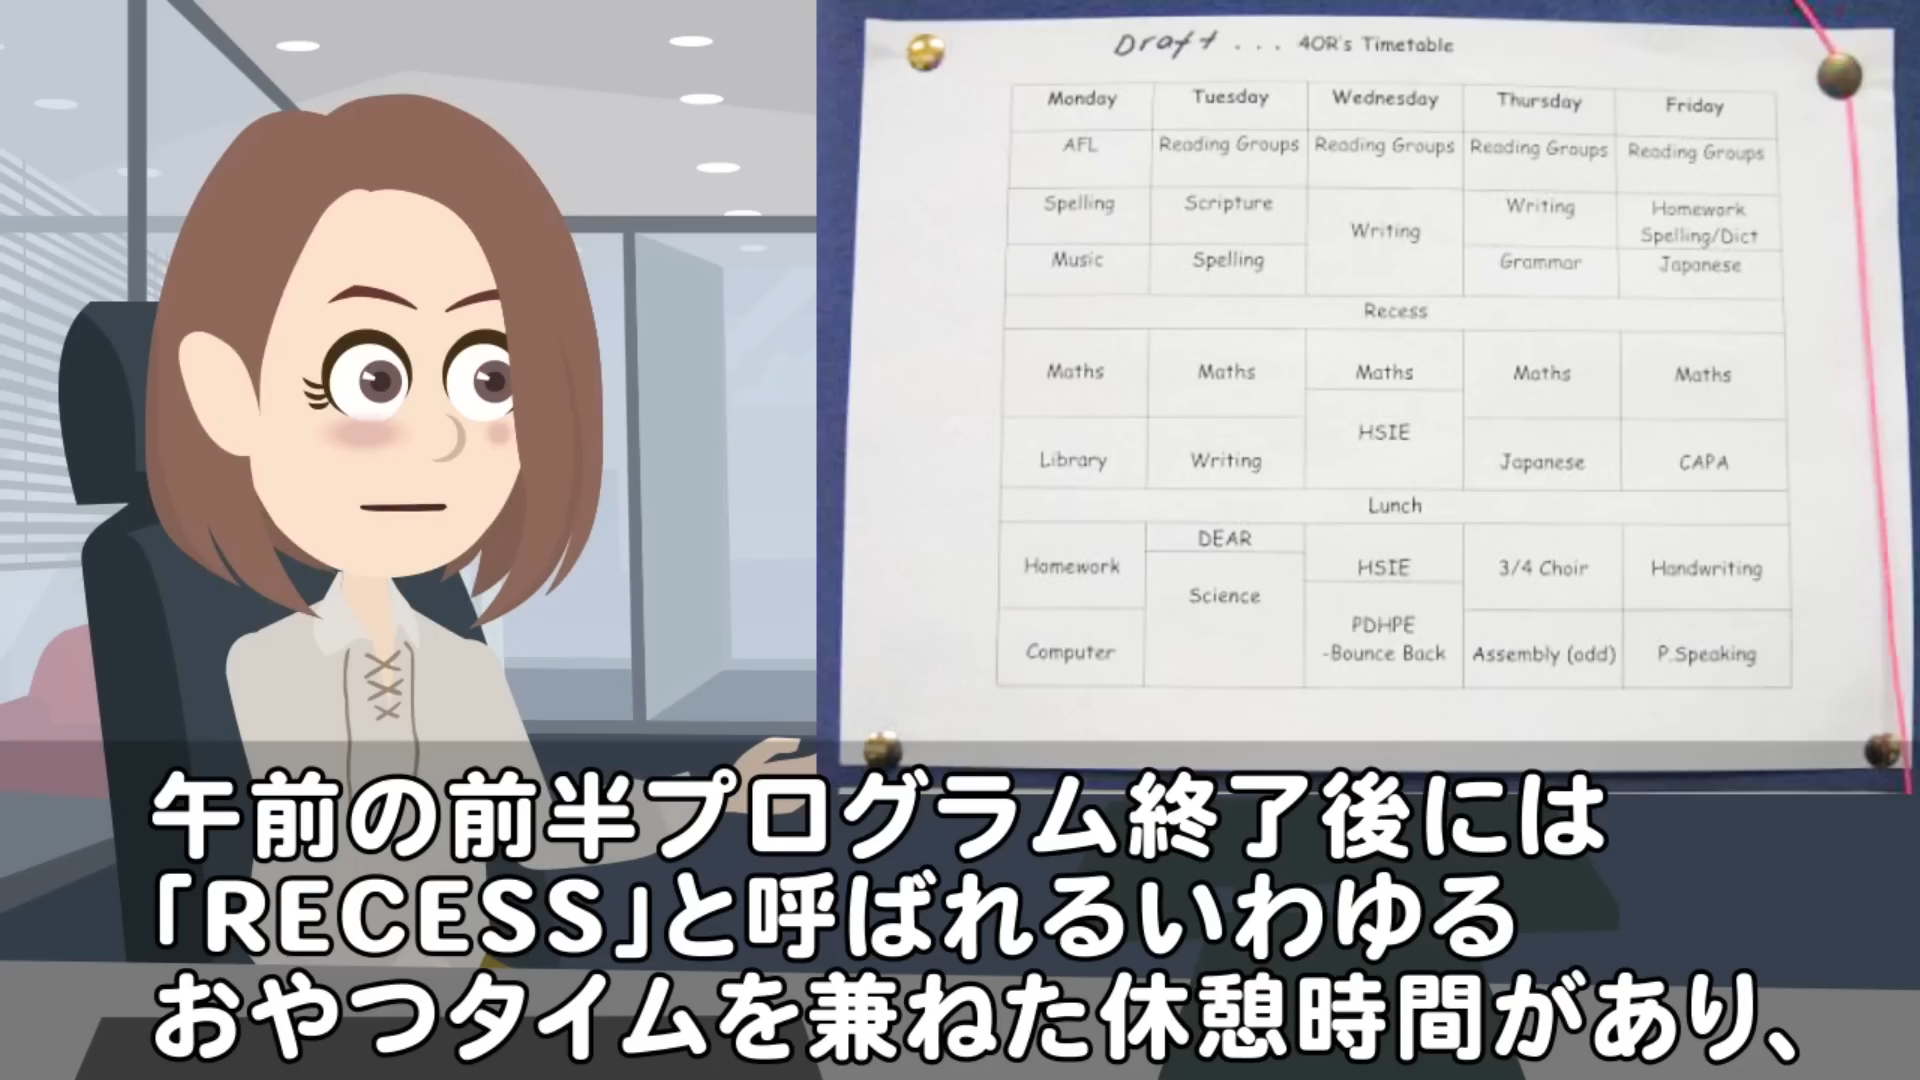 Draft . . . 4OR's Timetable
Monday Tuesday Wednesday Thursday Friday
AFL Reading Groups Reading Groups Reading Groups Reading Groups
Spelling Scripture Writing Writing Homework
Spelling/Dict
Music Spelling Grammar Japanese
Recess
Maths Maths Maths Maths Maths
HSIE
Library Writing Japanese CAPA
Lunch
DEAR
Homework HSIE 3/4 Choir Handwriting
Science
PDHPE
Computer -Bounce Back Assembly (odd) P.Speaking
午前の前半プログラム終了後には
「RECESS」と呼ばれるいわゆる
おやつタイムを兼ねた休憩時間があり、